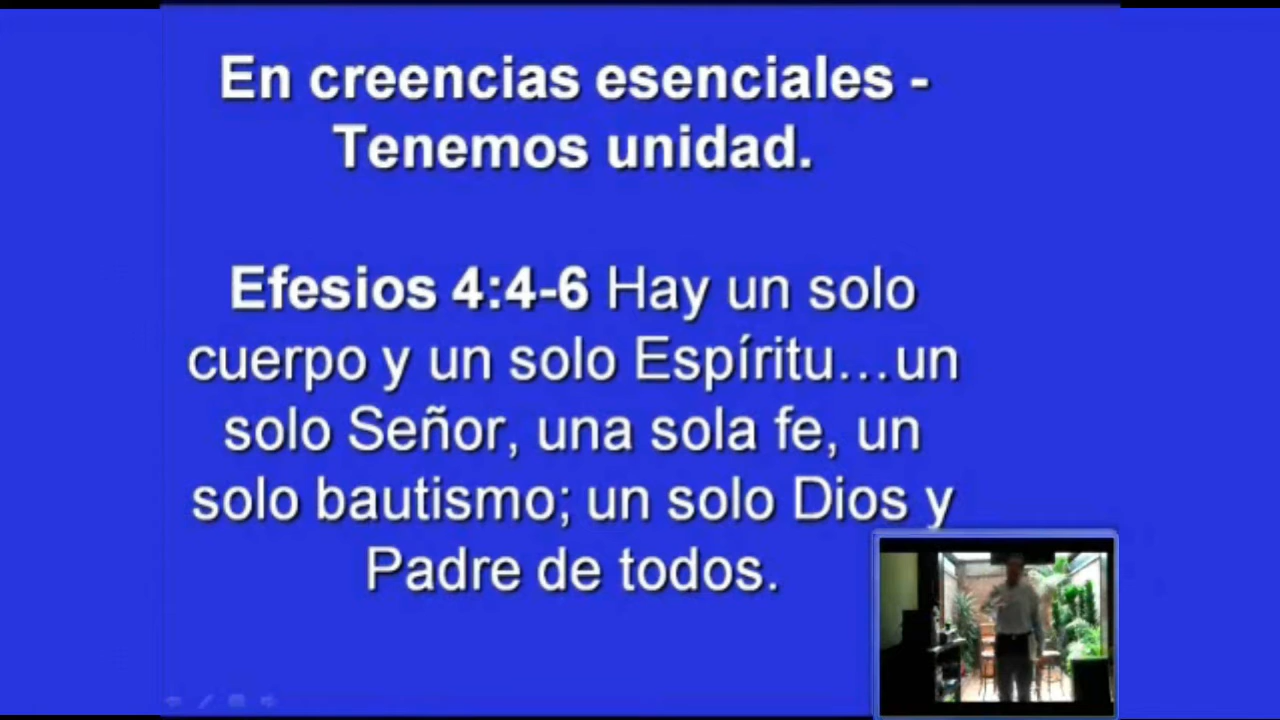 En creencias esenciales -
Tenemos unidad.
Efesios 4:4-6 Hay un solo
cuerpo y un solo Espíritu...un
solo Señor, una sola fe, un
solo bautismo; un solo Dios y
Padre de todos.